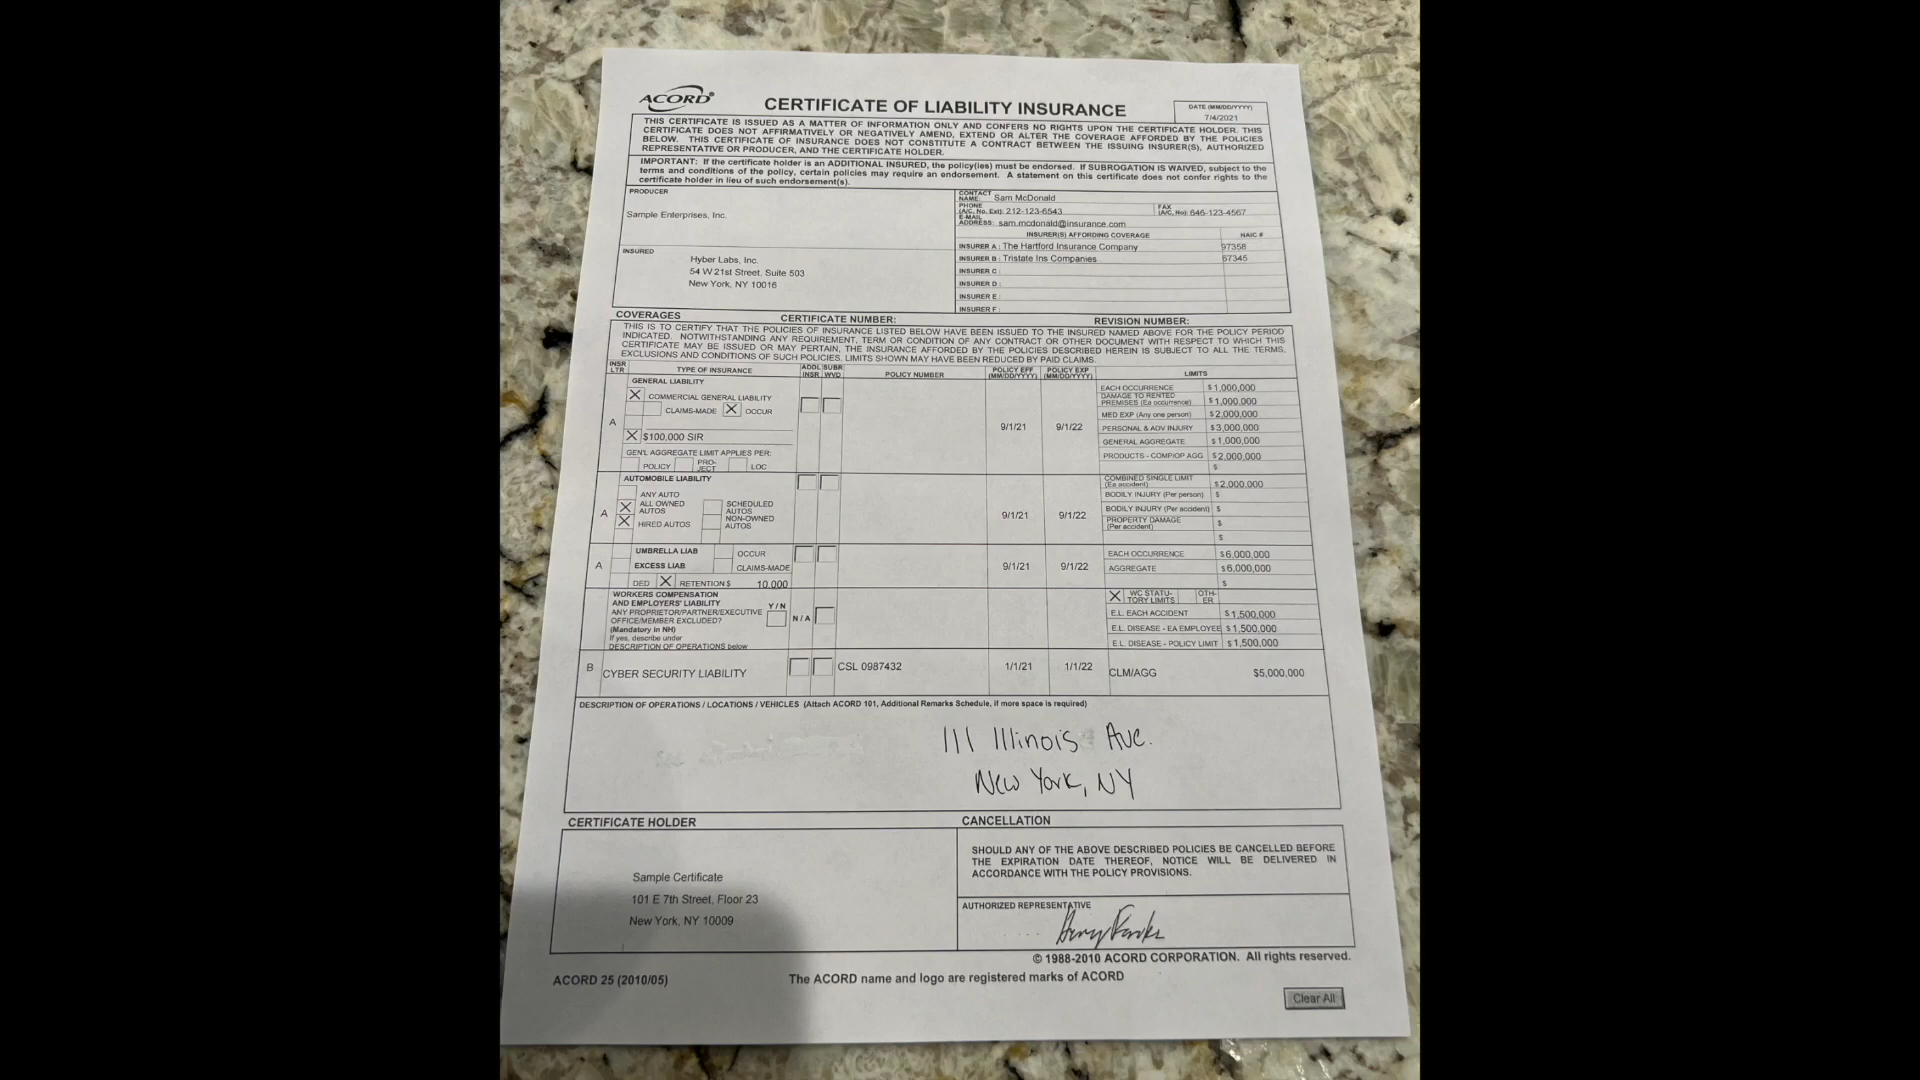 ACORD®
CERTIFICATE OF LIABILITY INSURANCE
DATE (MM/DD/YYYY)
7/4/2021
THIS CERTIFICATE IS ISSUED AS A MATTER OF INFORMATION ONLY AND CONFERS NO RIGHTS UPON THE CERTIFICATE HOLDER. THIS
CERTIFICATE DOES NOT AFFIRMATIVELY OR NEGATIVELY AMEND, EXTEND OR ALTER THE COVERAGE AFFORDED BY THE POLICIES
BELOW. THIS CERTIFICATE OF INSURANCE DOES NOT CONSTITUTE A CONTRACT BETWEEN THE ISSUING INSURER(S), AUTHORIZED
REPRESENTATIVE OR PRODUCER, AND THE CERTIFICATE HOLDER.
IMPORTANT: If the certificate holder is an ADDITIONAL INSURED, the policy(ies) must be endorsed. If SUBROGATION IS WAIVED, subject to the
terms and conditions of the policy, certain policies may require an endorsement. A statement on this certificate does not confer rights to the
certificate holder in lieu of such endorsement(s).
PRODUCER
Sample Enterprises, Inc.
CONTACT NAME: Sam McDonald
PHONE (A/C, No, Ext): 212-123-6543
FAX (A/C, No): 646-123-4567
E-MAIL ADDRESS: sam.mcdonald@insurance.com
INSURER(S) AFFORDING COVERAGE NAIC #
INSURER A : The Hartford Insurance Company 97358
INSURER B : Tristate Ins Companies 67345
INSURER C :
INSURER D :
INSURER E :
INSURER F :
INSURED
Hyber Labs, Inc.
54 W 21st Street, Suite 503
New York, NY 10016
COVERAGES CERTIFICATE NUMBER: REVISION NUMBER:
THIS IS TO CERTIFY THAT THE POLICIES OF INSURANCE LISTED BELOW HAVE BEEN ISSUED TO THE INSURED NAMED ABOVE FOR THE POLICY PERIOD
INDICATED. NOTWITHSTANDING ANY REQUIREMENT, TERM OR CONDITION OF ANY CONTRACT OR OTHER DOCUMENT WITH RESPECT TO WHICH THIS
CERTIFICATE MAY BE ISSUED OR MAY PERTAIN, THE INSURANCE AFFORDED BY THE POLICIES DESCRIBED HEREIN IS SUBJECT TO ALL THE TERMS,
EXCLUSIONS AND CONDITIONS OF SUCH POLICIES. LIMITS SHOWN MAY HAVE BEEN REDUCED BY PAID CLAIMS.
INSR LTR TYPE OF INSURANCE ADDL INSR SUBR WVD POLICY NUMBER POLICY EFF (MM/DD/YYYY) POLICY EXP (MM/DD/YYYY) LIMITS
A
GENERAL LIABILITY
X COMMERCIAL GENERAL LIABILITY
CLAIMS-MADE X OCCUR
X $100,000 SIR
GEN'L AGGREGATE LIMIT APPLIES PER:
POLICY PRO-JECT LOC
9/1/21 9/1/22
EACH OCCURRENCE $ 1,000,000
DAMAGE TO RENTED PREMISES (Ea occurrence) $ 1,000,000
MED EXP (Any one person) $ 2,000,000
PERSONAL & ADV INJURY $ 3,000,000
GENERAL AGGREGATE $ 1,000,000
PRODUCTS - COMP/OP AGG $ 2,000,000
$
A
AUTOMOBILE LIABILITY
ANY AUTO
X ALL OWNED AUTOS SCHEDULED AUTOS
X HIRED AUTOS NON-OWNED AUTOS
9/1/21 9/1/22
COMBINED SINGLE LIMIT (Ea accident) $ 2,000,000
BODILY INJURY (Per person) $
BODILY INJURY (Per accident) $
PROPERTY DAMAGE (Per accident) $
$
A
UMBRELLA LIAB OCCUR
EXCESS LIAB CLAIMS-MADE
DED X RETENTION $ 10,000
9/1/21 9/1/22
EACH OCCURRENCE $ 6,000,000
AGGREGATE $ 6,000,000
$
WORKERS COMPENSATION
AND EMPLOYERS' LIABILITY Y / N
ANY PROPRIETOR/PARTNER/EXECUTIVE
OFFICE/MEMBER EXCLUDED? N / A
(Mandatory in NH)
If yes, describe under
DESCRIPTION OF OPERATIONS below
X WC STATU-TORY LIMITS OTH-ER
E.L. EACH ACCIDENT $ 1,500,000
E.L. DISEASE - EA EMPLOYEE $ 1,500,000
E.L. DISEASE - POLICY LIMIT $ 1,500,000
B CYBER SECURITY LIABILITY CSL 0987432 1/1/21 1/1/22 CLM/AGG $5,000,000
DESCRIPTION OF OPERATIONS / LOCATIONS / VEHICLES (Attach ACORD 101, Additional Remarks Schedule, if more space is required)
111 Illinois Ave.
New York, NY
CERTIFICATE HOLDER
Sample Certificate
101 E 7th Street, Floor 23
New York, NY 10009
CANCELLATION
SHOULD ANY OF THE ABOVE DESCRIBED POLICIES BE CANCELLED BEFORE
THE EXPIRATION DATE THEREOF, NOTICE WILL BE DELIVERED IN
ACCORDANCE WITH THE POLICY PROVISIONS.
AUTHORIZED REPRESENTATIVE
© 1988-2010 ACORD CORPORATION. All rights reserved.
ACORD 25 (2010/05)
The ACORD name and logo are registered marks of ACORD
Clear All